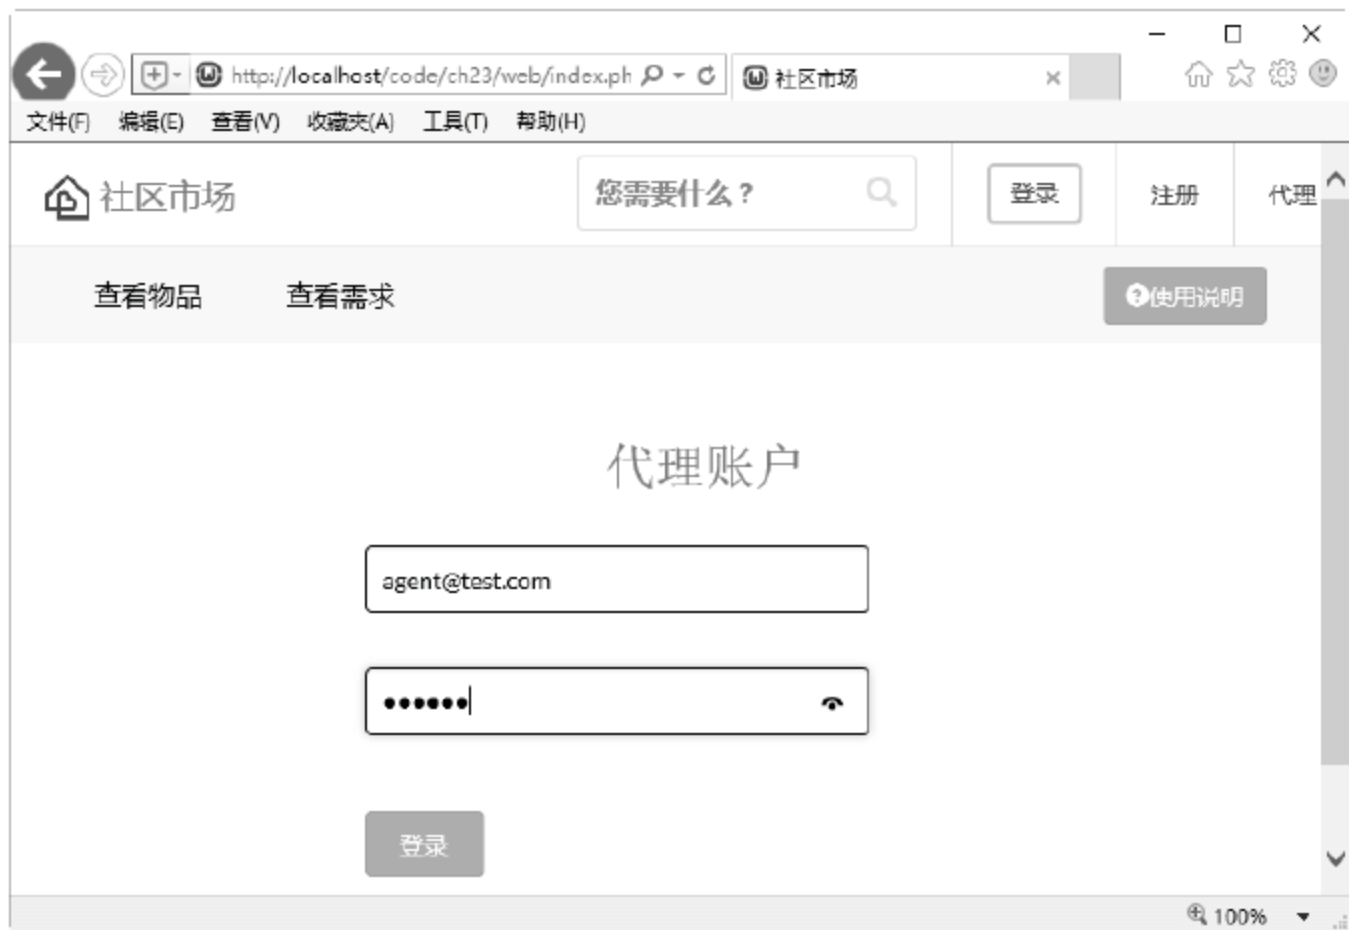 http://localhost/code/ch23/web/index.ph
社区市场
文件(F) 编辑(E) 查看(V) 收藏夹(A) 工具(T) 帮助(H)
社区市场 您需要什么？ 登录 注册 代理
查看物品 查看需求 使用说明
代理账户
agent@test.com
••••••
登录
100%